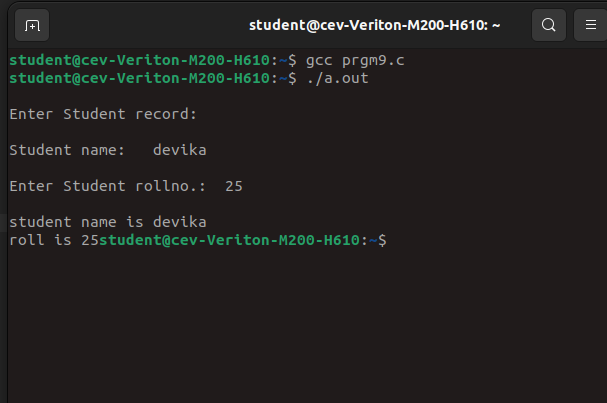 student@cev-Veriton-M200-H610: ~
student@cev-Veriton-M200-H610:~$ gcc prgm9.c
student@cev-Veriton-M200-H610:~$ ./a.out
Enter Student record:
Student name:   devika
Enter Student rollno.:  25
student name is devika
roll is 25student@cev-Veriton-M200-H610:~$